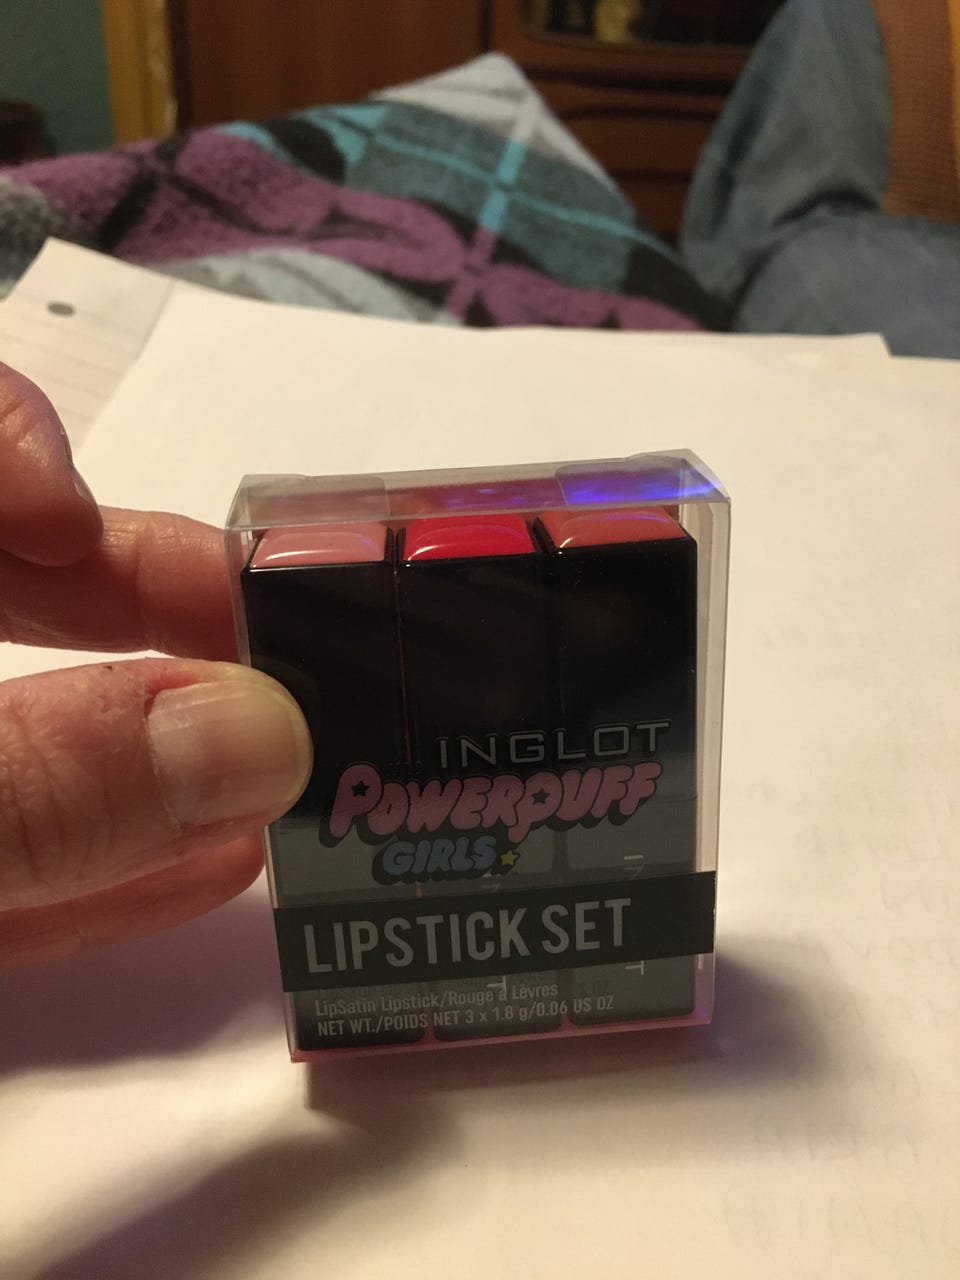 INGLOT
POWERPUFF
GIRLS
LIPSTICK SET
LipSatin Lipstick/Rouge à Lèvres
NET WT./POIDS NET 3 x 1.8 g/0.06 US OZ